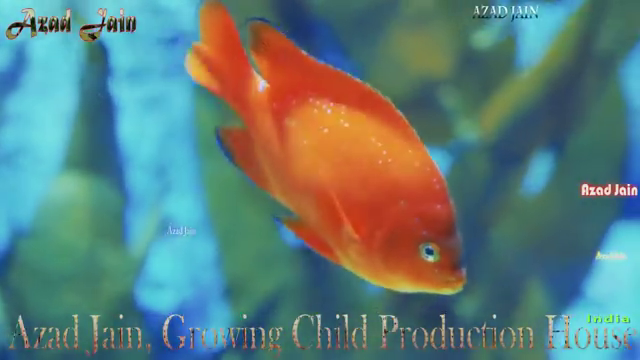 Azad Jain
AZAD JAIN
Azad Jain
Azad Jain
India
Azad Jain, Growing Child Production House